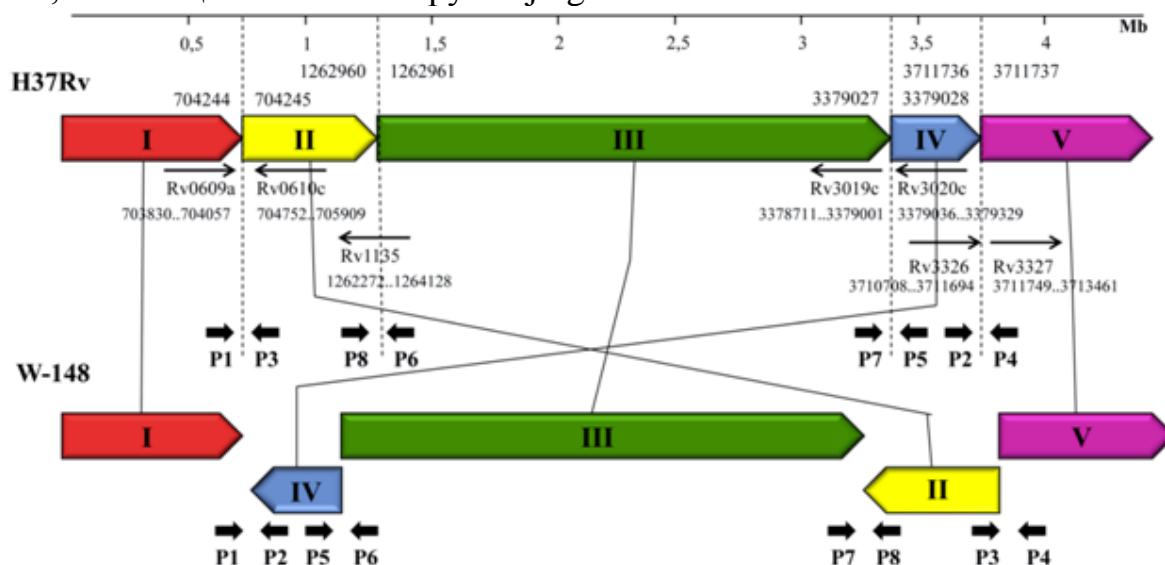 0,5 1 1,5 2 2,5 3 3,5 4 Mb
1262960 1262961 3711736 3711737
H37Rv
704244 704245 3379027 3379028
I II III IV V
Rv0609a Rv0610c Rv3019c Rv3020c
703830..704057 704752..705909 3378711..3379001 3379036..3379329
Rv1135 Rv3326 Rv3327
1262272..1264128 3710708..3711694 3711749..3713461
P1 P3 P8 P6 P7 P5 P2 P4
W-148
I III V
IV II
P1 P2 P5 P6 P7 P8 P3 P4